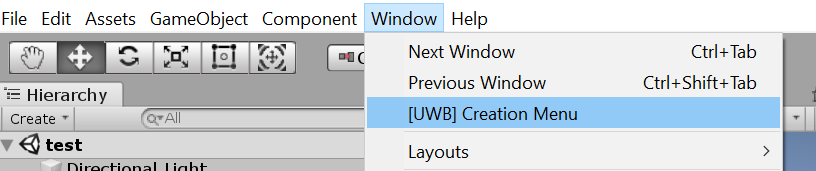 File Edit Assets GameObject Component Window Help
Next Window Ctrl+Tab
Previous Window Ctrl+Shift+Tab
[UWB] Creation Menu
Layouts
Hierarchy
Create
All
test
Directional Light